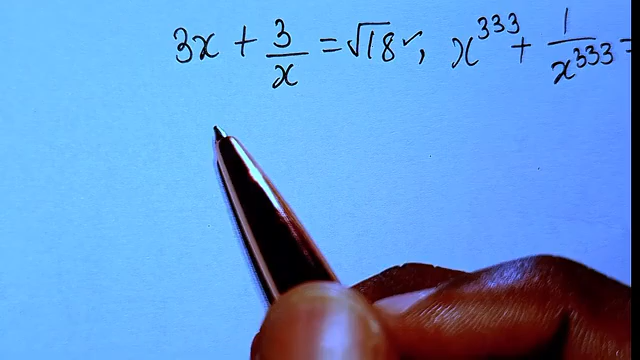 3x + 3/x = √18 ✓, x^333 + 1/x^333 =